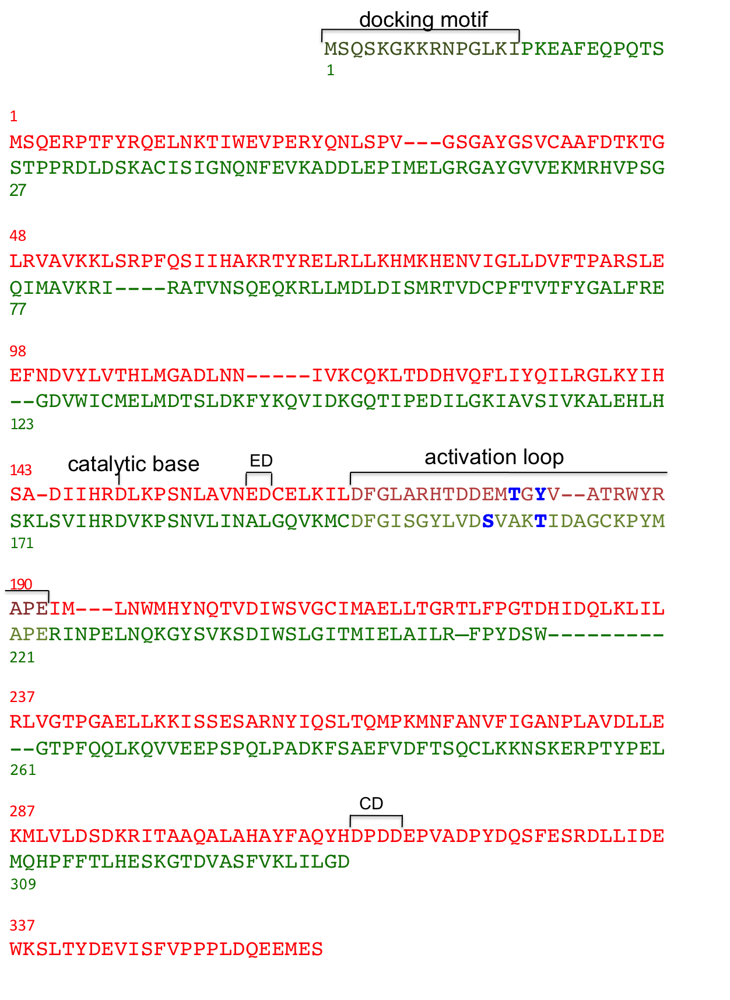 docking motif
MSQSKGKKRNPGLKIPKEAFEQPQTS
1
1
MSQERPTFYRQELNKTIWEVPERYQNLSPV---GSGAYGSVCAAFDTKTG
STPPRDLDSKACISIGNQNFEVKADDLEPIMELGRGAYGVVEKMRHVPSG
27
48
LRVAVKKLSRPFQSIIHAKRTYRELRLLKHMKHENVIGLLDVFTPARSLE
QIMAVKRI----RATVNSQEQKRLLMDLDISMRTVDCPFTVTFYGALFRE
77
98
EFNDVYLVTHLMGADLNN-----IVKCQKLTDDHVQFLIYQILRGLKYIH
--GDVWICMELMDTSLDKFYKQVIDKGQTIPEDILGKIAVSIVKALEHLH
123
catalytic base ED activation loop
143
SA-DIIHRDLKPSNLAVNEDCELKILDFGLARHTDDEMTGYV--ATRWYR
SKLSVIHRDVKPSNVLINALGQVKMCDFGISGYLVDSVAKTIDAGCKPYM
171
190
APEIM---LNWMHYNQTVDIWSVGCIMAELLTGRTLFPGTDHIDQLKLIL
APERINPELNQKGYSVKSDIWSLGITMIELAILR—FPYDSW---------
221
237
RLVGTPGAELLKKISSESARNYIQSLTQMPKMNFANVFIGANPLAVDLLE
--GTPFQQLKQVVEEPSPQLPADKFSAEFVDFTSQCLKKNSKERPTYPEL
261
CD
287
KMLVLDSDKRITAAQALAHAYFAQYHDPDDEPVADPYDQSFESRDLLIDE
MQHPFFTLHESKGTDVASFVKLILGD
309
337
WKSLTYDEVISFVPPPLDQEEMES